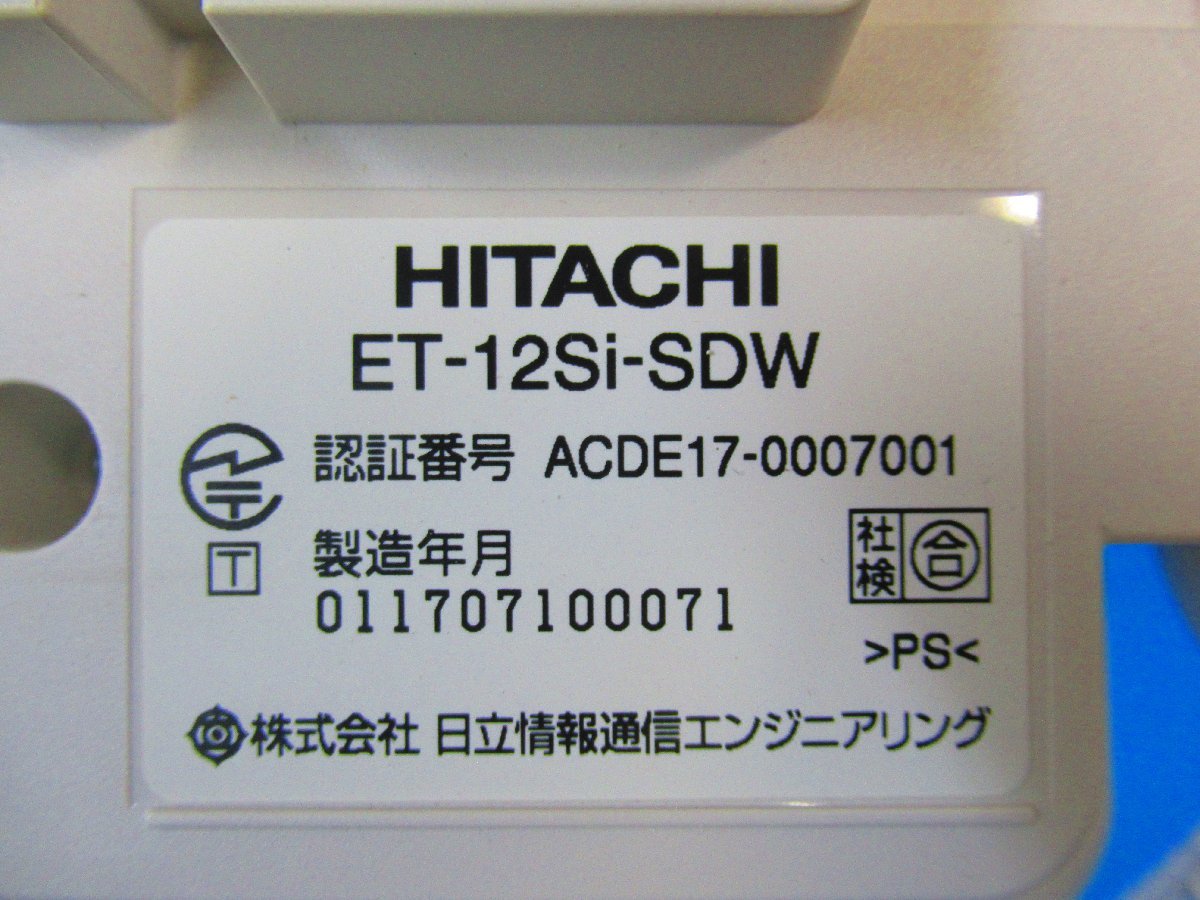 HITACHI
ET-12Si-SDW
認証番号 ACDE17-0007001
T
製造年月
011707100071
社検 合
>PS<
株式会社 日立情報通信エンジニアリング